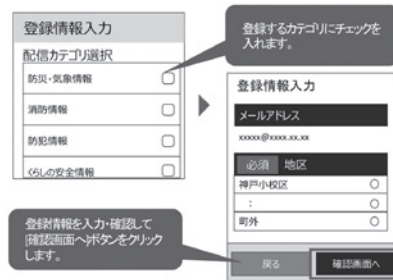 登録情報入力
配信カテゴリ選択
防災・気象情報
消防情報
防犯情報
くらしの安全情報
登録するカテゴリにチェックを
入れます。
登録情報入力
メールアドレス
xxxxx@xxxx.xx.xx
必須 地区
神戸小校区
:
町外
登録情報を入力・確認して
[確認画面へ]ボタンをクリック
します。
戻る
確認画面へ